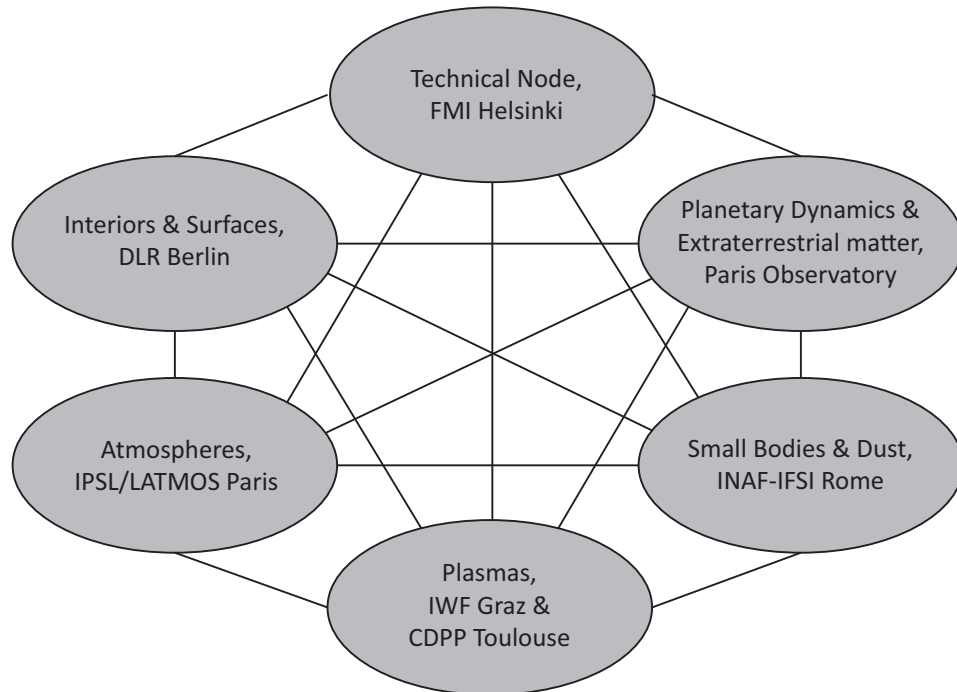 Technical Node,
FMI Helsinki
Interiors & Surfaces,
DLR Berlin
Planetary Dynamics &
Extraterrestrial matter,
Paris Observatory
Atmospheres,
IPSL/LATMOS Paris
Small Bodies & Dust,
INAF-IFSI Rome
Plasmas,
IWF Graz &
CDPP Toulouse